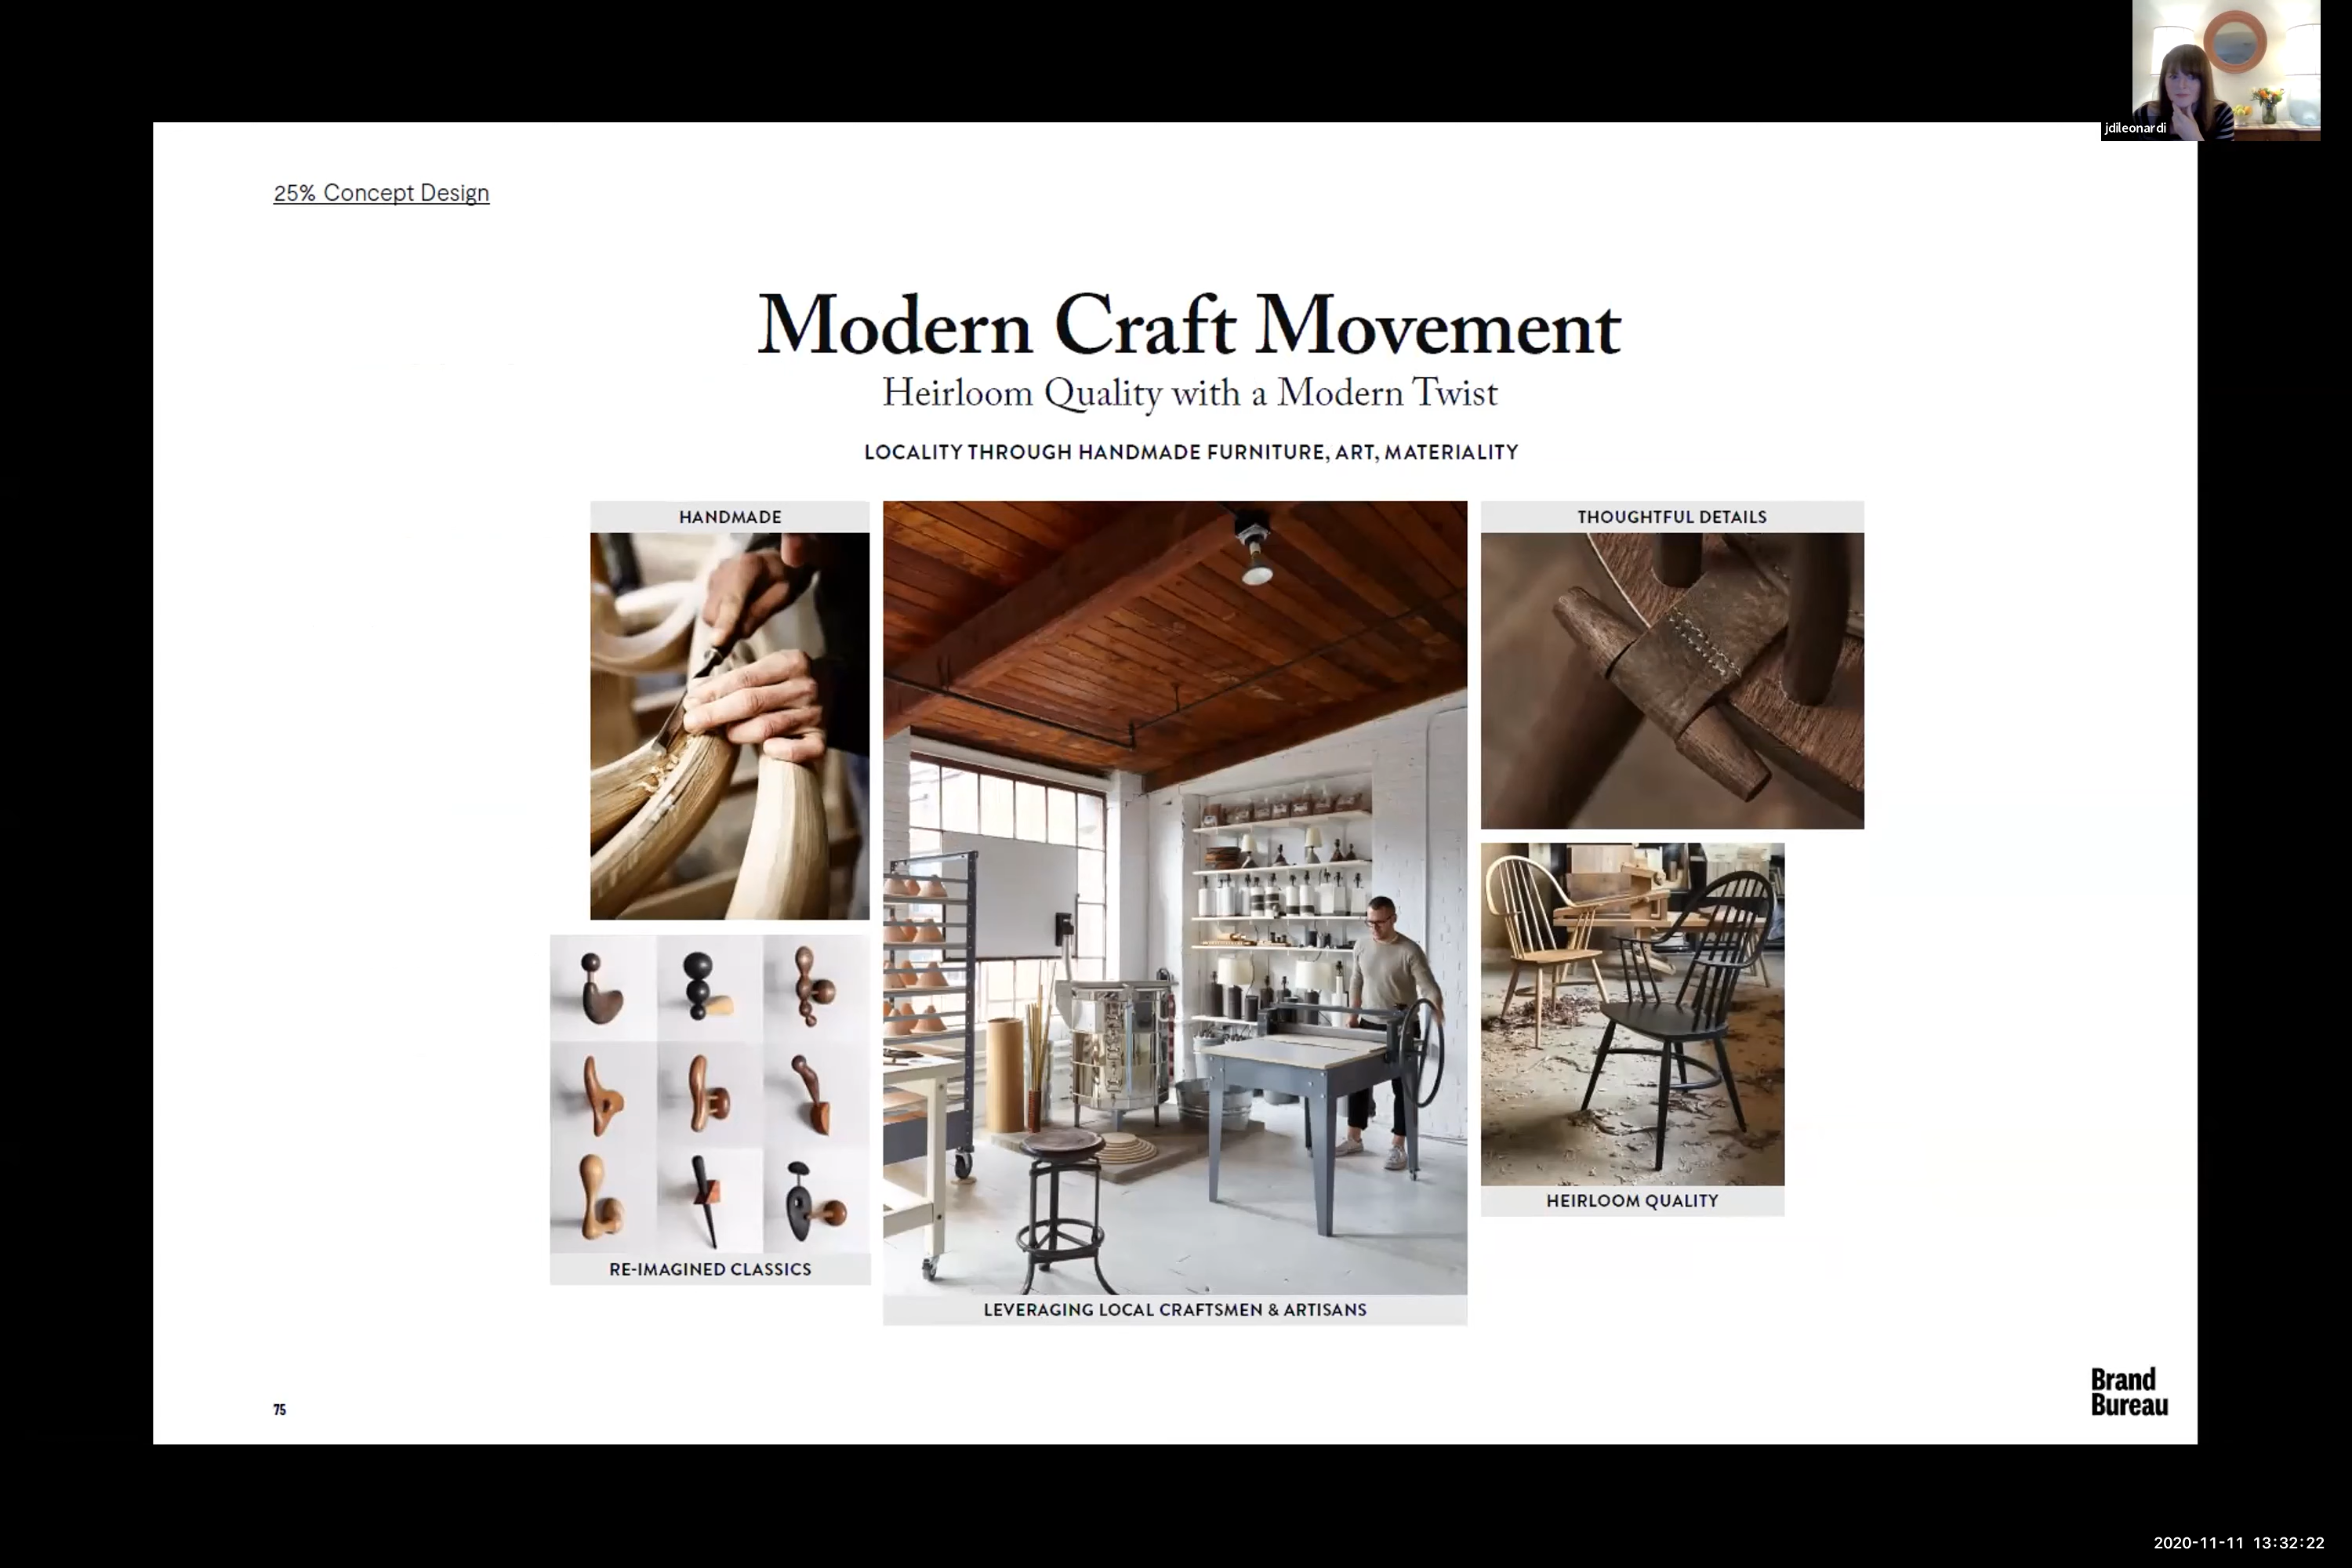 jdileonardi
25% Concept Design
Modern Craft Movement
Heirloom Quality with a Modern Twist
LOCALITY THROUGH HANDMADE FURNITURE, ART, MATERIALITY
HANDMADE
THOUGHTFUL DETAILS
HEIRLOOM QUALITY
RE-IMAGINED CLASSICS
LEVERAGING LOCAL CRAFTSMEN & ARTISANS
75
Brand
Bureau
2020-11-11 13:32:22